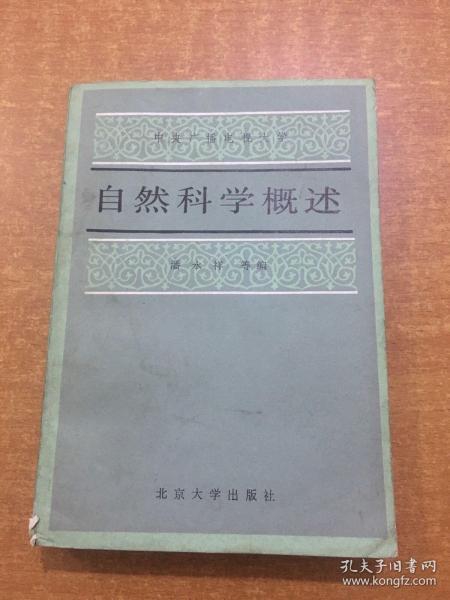 中央广播电视大学
自然科学概述
潘永祥 等编
北京大学出版社
孔夫子旧书网
www.kongfz.com